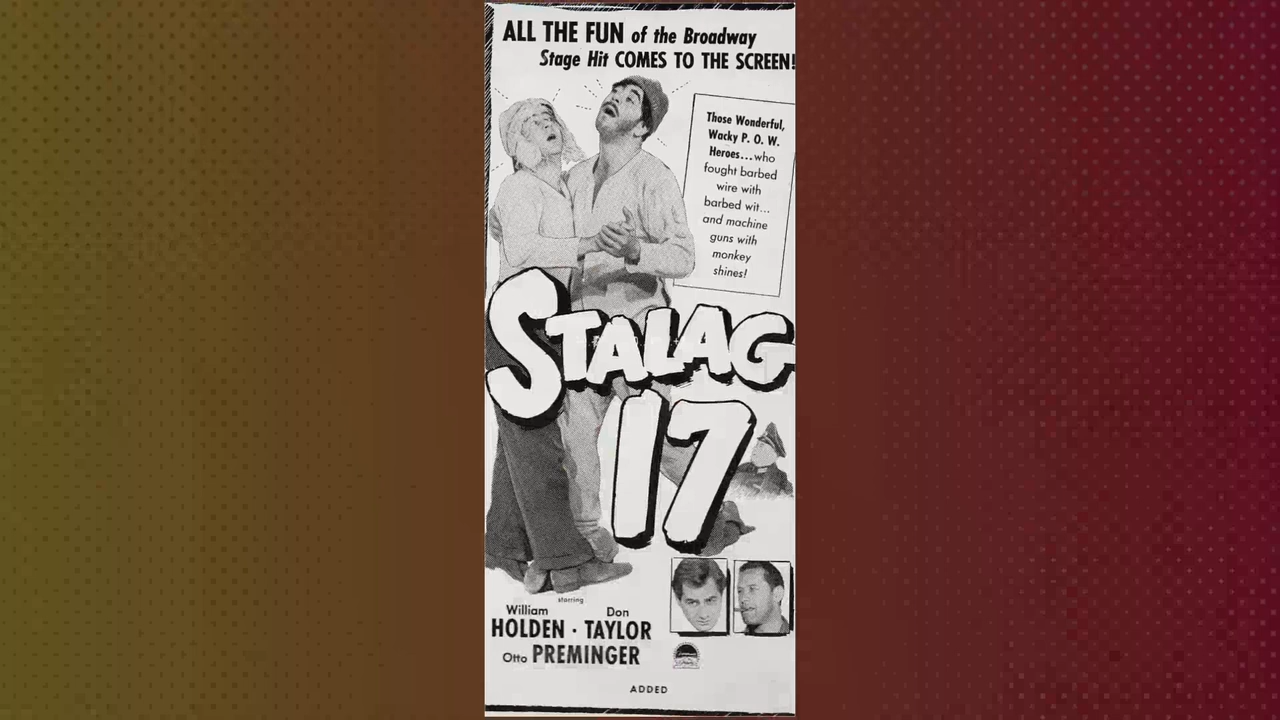 ALL THE FUN of the Broadway
Stage Hit COMES TO THE SCREEN!
Those Wonderful,
Wacky P. O. W.
Heroes...who
fought barbed
wire with
barbed wit...
and machine
guns with
monkey
shines!
STALAG
17
starring
William Don
HOLDEN · TAYLOR
Otto PREMINGER
ADDED